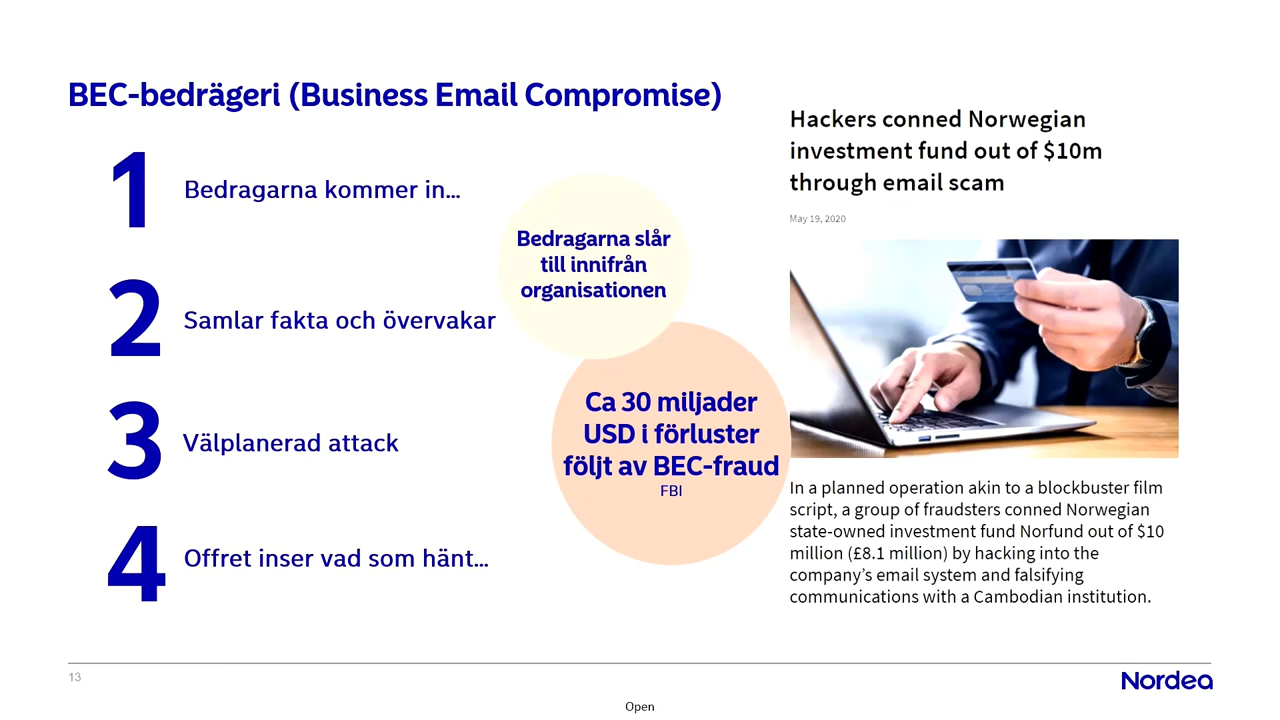 BEC-bedrägeri (Business Email Compromise)
1
Bedragarna kommer in...
2
Samlar fakta och övervakar
3
Välplanerad attack
4
Offret inser vad som hänt...
Bedragarna slår
till innifrån
organisationen
Ca 30 miljader
USD i förluster
följt av BEC-fraud
FBI
Hackers conned Norwegian
investment fund out of $10m
through email scam
May 19, 2020
In a planned operation akin to a blockbuster film
script, a group of fraudsters conned Norwegian
state-owned investment fund Norfund out of $10
million (£8.1 million) by hacking into the
company’s email system and falsifying
communications with a Cambodian institution.
13
Nordea
Open